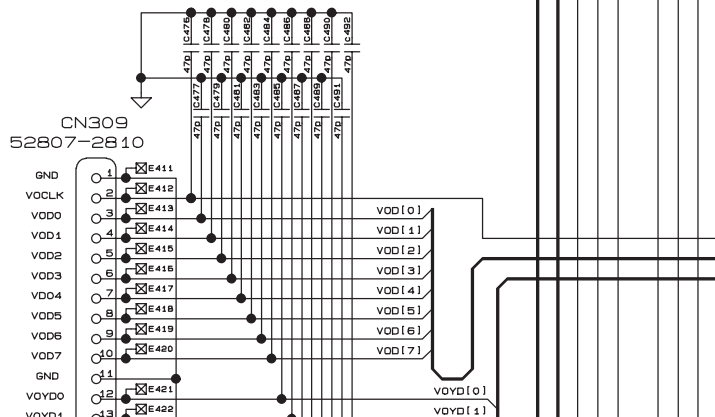 C476 C478 C480 C482 C484 C486 C488 C490 C492
47p 47p 47p 47p 47p 47p 47p 47p 47p
C477 C479 C481 C483 C485 C487 C489 C491
47p 47p 47p 47p 47p 47p 47p 47p
CN309
52807-2810
GND 1 E411
VOCLK 2 E412
VOD0 3 E413 VOD[0]
VOD1 4 E414 VOD[1]
VOD2 5 E415 VOD[2]
VOD3 6 E416 VOD[3]
VDO4 7 E417 VOD[4]
VOD5 8 E418 VOD[5]
VOD6 9 E419 VOD[6]
VOD7 10 E420 VOD[7]
GND 11
VOYD0 12 E421 VOYD[0]
VOYD1 13 E422 VOYD[1]